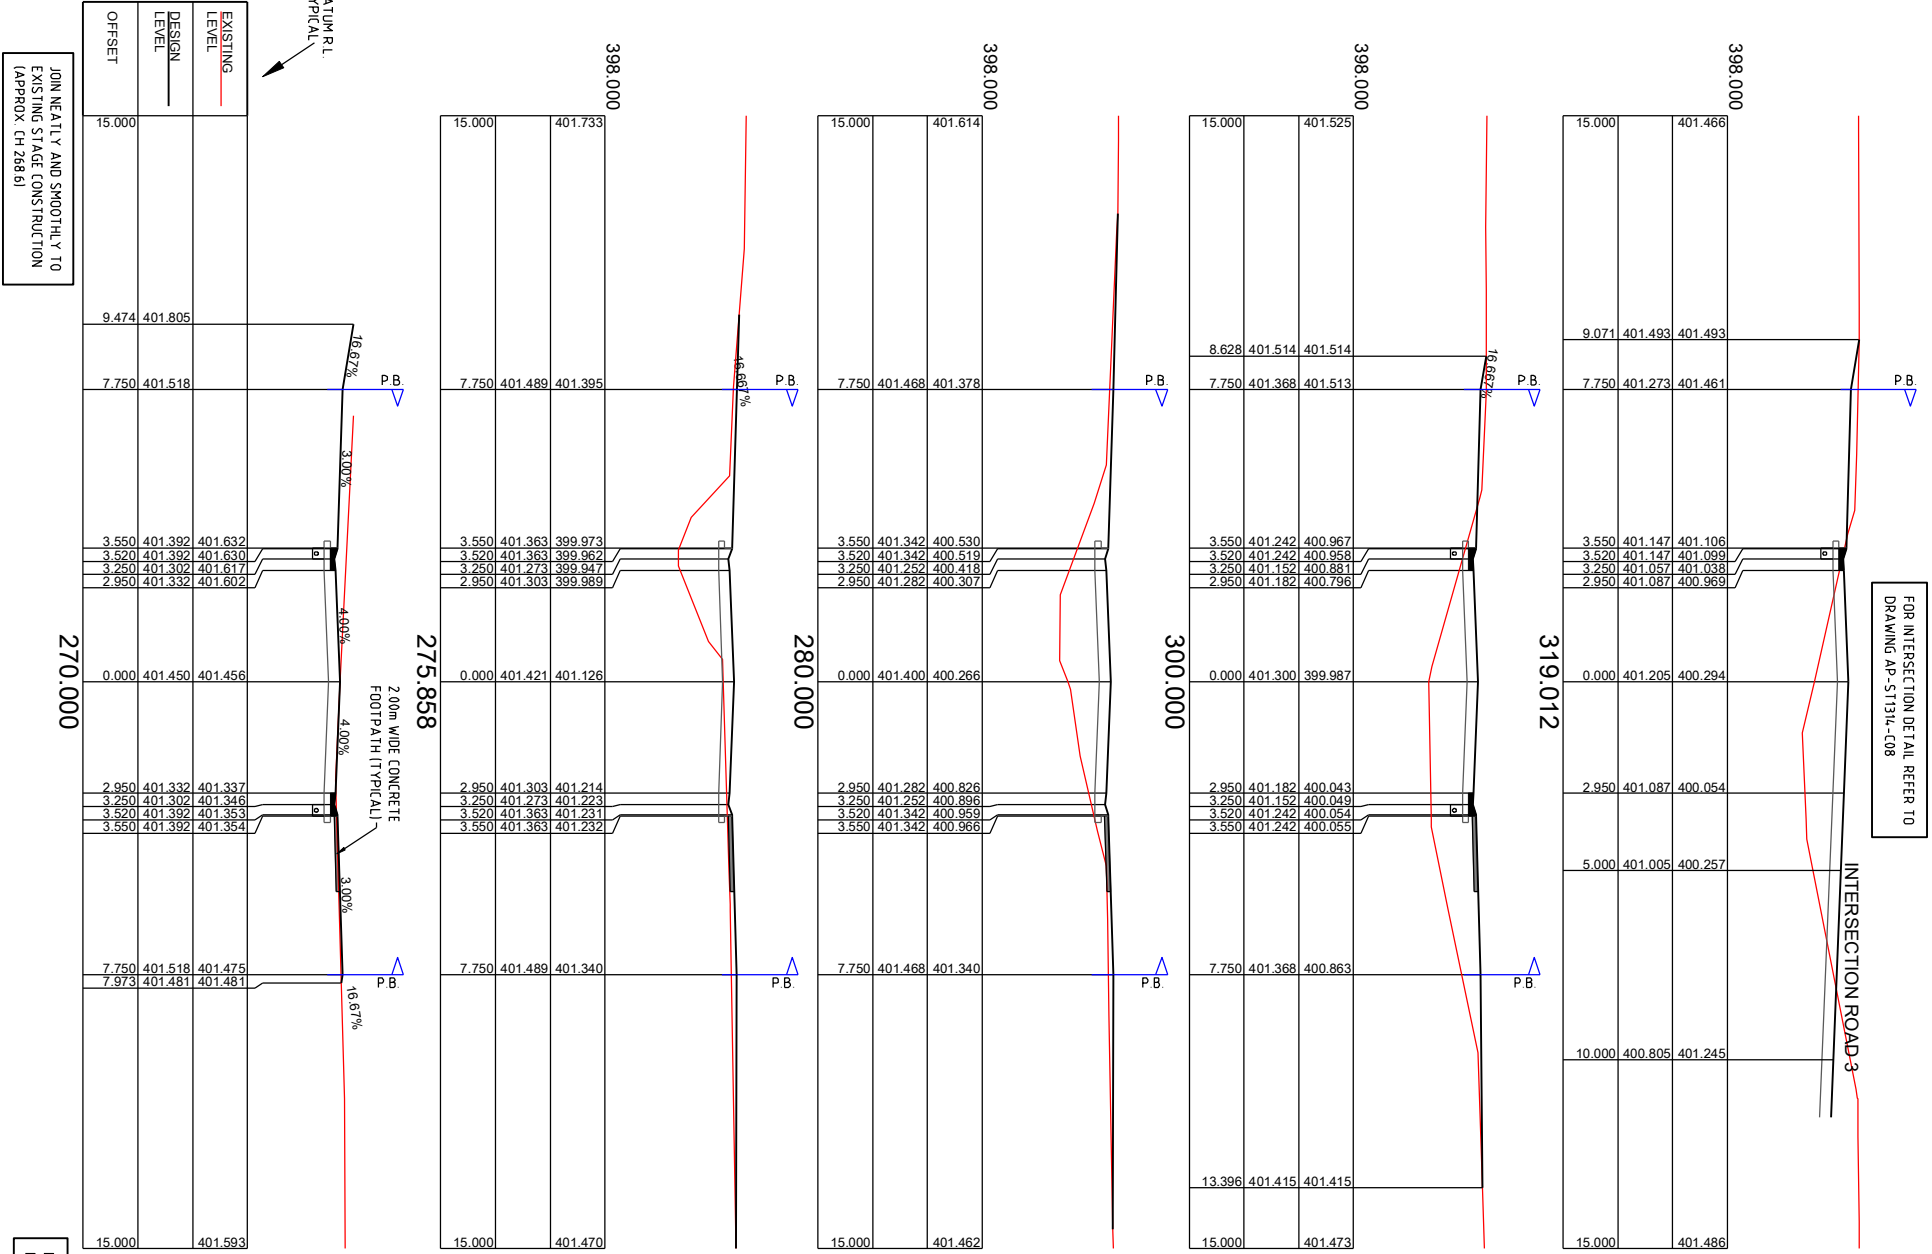 ATUM R.L.
YPICAL
EXISTING
LEVEL
DESIGN
LEVEL
OFFSET
JOIN NEATLY AND SMOOTHLY TO
EXISTING STAGE CONSTRUCTION
(APPROX. CH 268.6)
15.000
9.474 401.805
7.750 401.518
3.550 401.392 401.632
3.520 401.392 401.630
3.250 401.302 401.617
2.950 401.332 401.602
0.000 401.450 401.456
2.950 401.332 401.337
3.250 401.302 401.346
3.520 401.392 401.353
3.550 401.392 401.354
7.750 401.518 401.475
7.973 401.481 401.481
15.000 401.593
16.67%
P.B.
3.00%
4.00%
4.00%
3.00%
P.B.
16.67%
2.00m WIDE CONCRETE
FOOTPATH (TYPICAL)
270.000
398.000
15.000 401.733
7.750 401.489 401.395
3.550 401.363 399.973
3.520 401.363 399.962
3.250 401.273 399.947
2.950 401.303 399.989
0.000 401.421 401.126
2.950 401.303 401.214
3.250 401.273 401.223
3.520 401.363 401.231
3.550 401.363 401.232
7.750 401.489 401.340
15.000 401.470
16.667%
P.B.
P.B.
275.858
398.000
15.000 401.614
7.750 401.468 401.378
3.550 401.342 400.530
3.520 401.342 400.519
3.250 401.252 400.418
2.950 401.282 400.307
0.000 401.400 400.266
2.950 401.282 400.826
3.250 401.252 400.896
3.520 401.342 400.959
3.550 401.342 400.966
7.750 401.468 401.340
15.000 401.462
P.B.
P.B.
280.000
398.000
15.000 401.525
8.628 401.514 401.514
7.750 401.368 401.513
3.550 401.242 400.967
3.520 401.242 400.958
3.250 401.152 400.881
2.950 401.182 400.796
0.000 401.300 399.987
2.950 401.182 400.043
3.250 401.152 400.049
3.520 401.242 400.054
3.550 401.242 400.055
7.750 401.368 400.863
13.396 401.415 401.415
15.000 401.473
16.667%
P.B.
P.B.
300.000
398.000
15.000 401.466
9.071 401.493 401.493
7.750 401.273 401.461
3.550 401.147 401.106
3.520 401.147 401.099
3.250 401.057 401.038
2.950 401.087 400.969
0.000 401.205 400.294
2.950 401.087 400.054
5.000 401.005 400.257
10.000 400.805 401.245
15.000 401.486
P.B.
INTERSECTION ROAD 3
319.012
FOR INTERSECTION DETAIL REFER TO
DRAWING AP-ST1314-C08